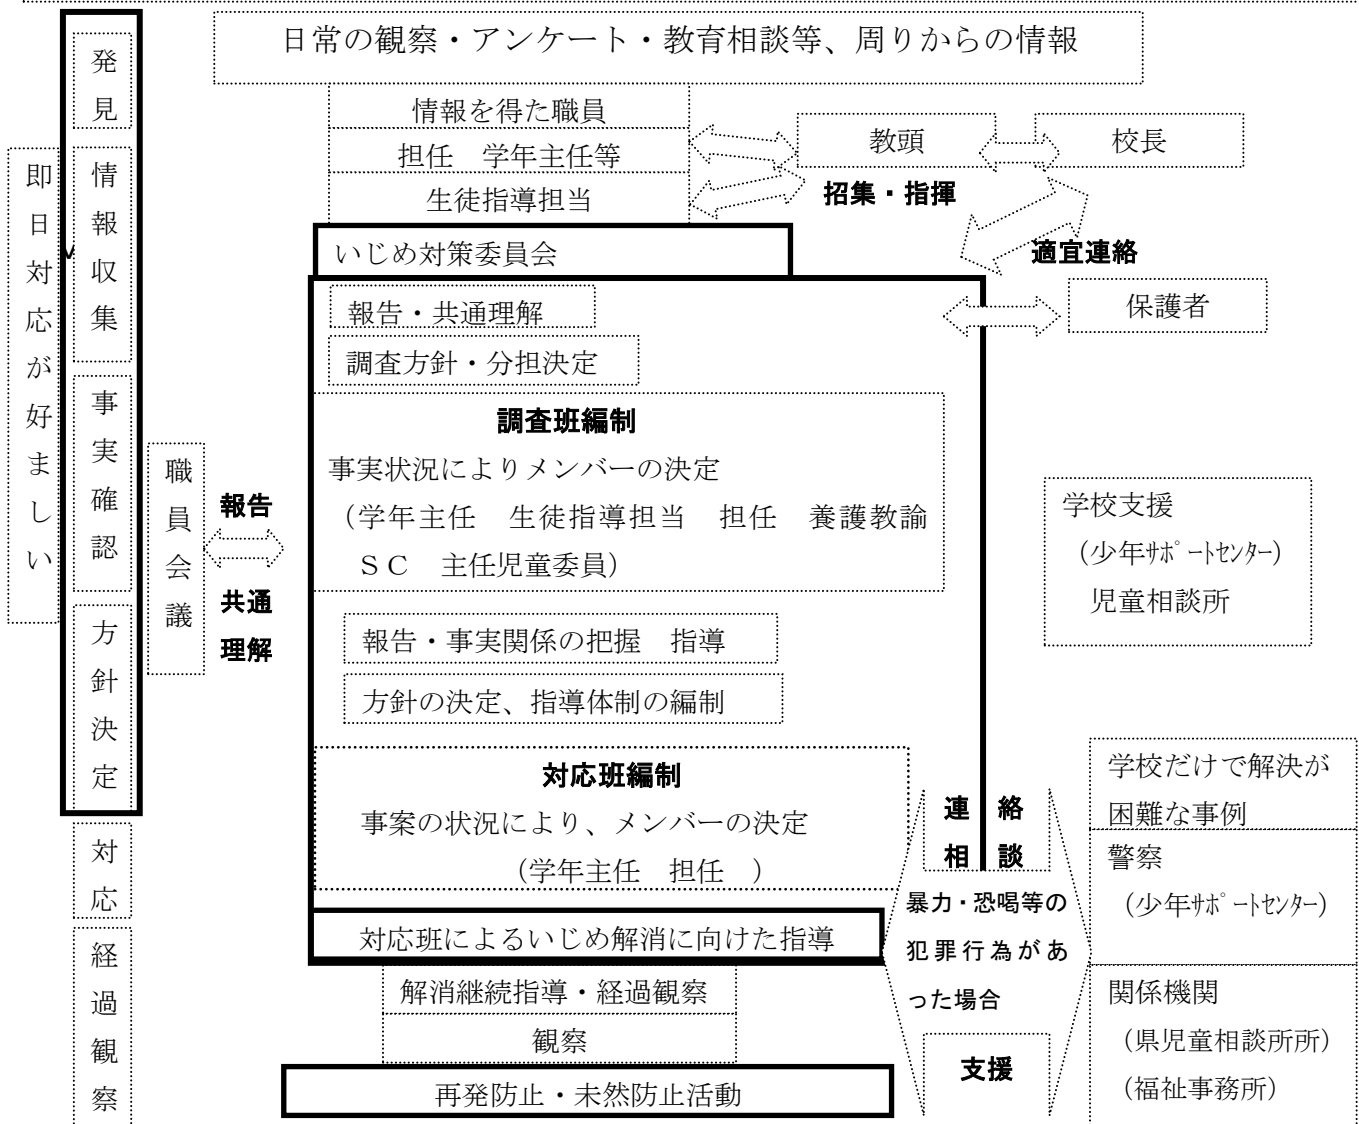 日常の観察・アンケート・教育相談等、周りからの情報
発見
情報収集
事実確認
方針決定
対応
経過観察
即日対応が好ましい
情報を得た職員
担任　学年主任等
生徒指導担当
教頭
校長
招集・指揮
適宜連絡
いじめ対策委員会
保護者
報告・共通理解
調査方針・分担決定
調査班編制
事実状況によりメンバーの決定
（学年主任　生徒指導担当　担任　養護教諭
ＳＣ　主任児童委員）
職員会議
報告
共通
理解
学校支援
（少年ｻﾎﾟｰﾄｾﾝﾀｰ）
児童相談所
報告・事実関係の把握　指導
方針の決定、指導体制の編制
対応班編制
事案の状況により、メンバーの決定
（学年主任　担任　）
対応班によるいじめ解消に向けた指導
連　絡
相　談
暴力・恐喝等の
犯罪行為があ
った場合
支援
学校だけで解決が
困難な事例
警察
（少年ｻﾎﾟｰﾄｾﾝﾀｰ）
関係機関
（県児童相談所所）
（福祉事務所）
解消継続指導・経過観察
観察
再発防止・未然防止活動